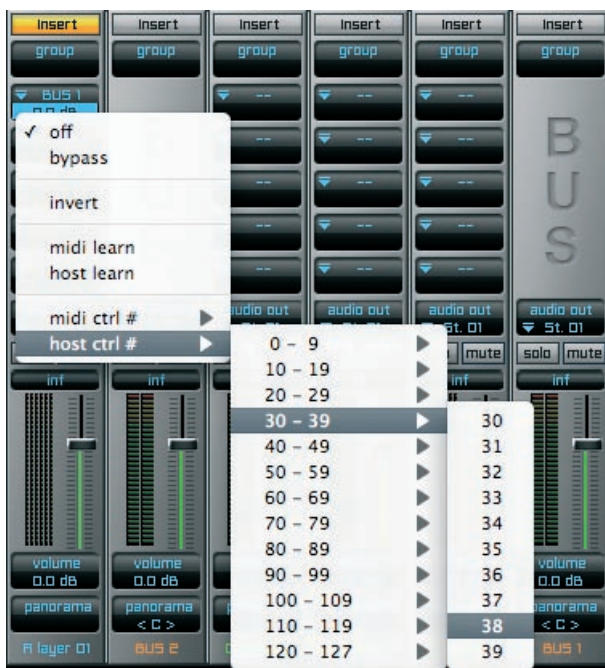 Insert Insert Insert Insert Insert Insert
group group group group group group
BUS 1 -- -- --
0.0 dB
✓ off
bypass
-- -- --
invert
-- -- --
midi learn
-- -- --
host learn
-- -- --
midi ctrl #
audio out audio out audio out audio out
St. 01 St. 01
host ctrl #
mute solo mute
inf inf inf inf
0 - 9
10 - 19
20 - 29
30 - 39
40 - 49
50 - 59
60 - 69
70 - 79
80 - 89
90 - 99
100 - 109
110 - 119
120 - 127
30
31
32
33
34
35
36
37
38
39
BUS
volume volume volume
0.0 dB 0.0 dB 0.0 dB
panorama panorama panorama
< C > < C >
A layer 01 BUS 2 BUS 1